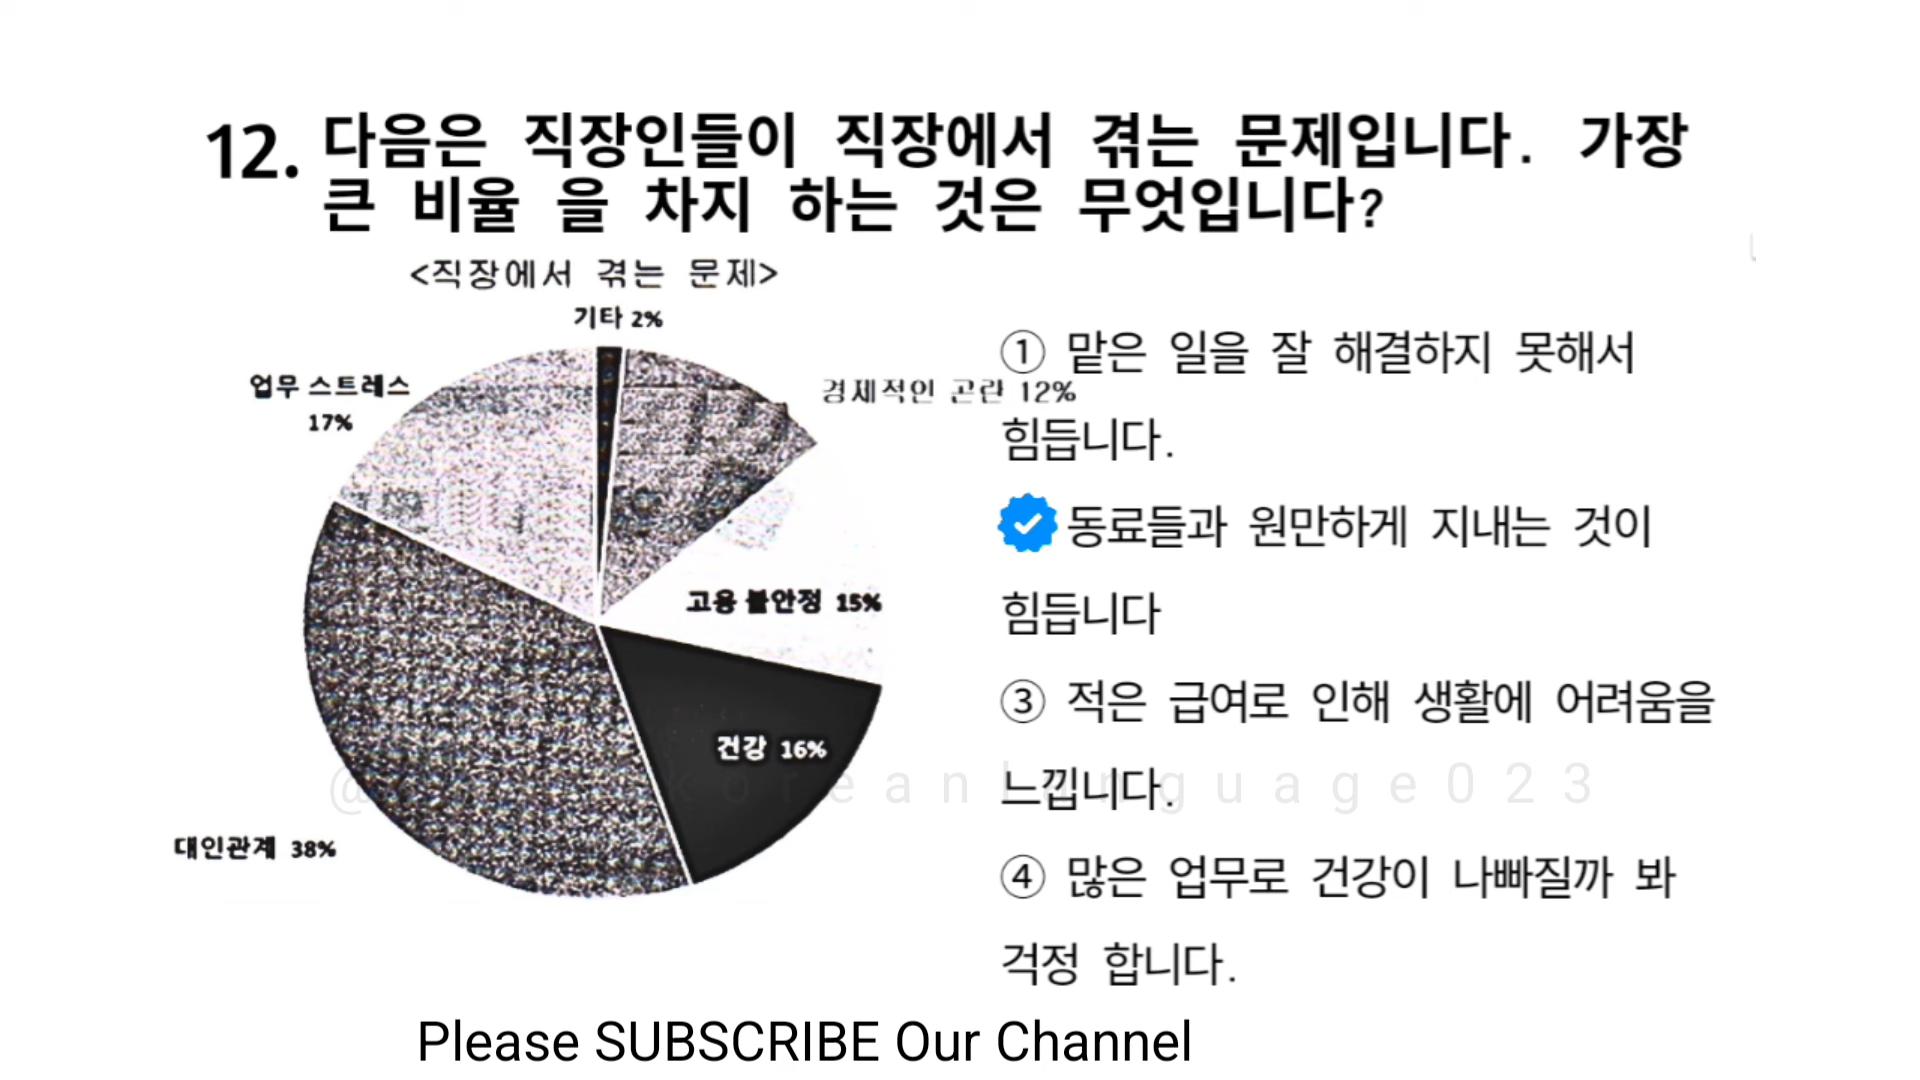 12. 다음은 직장인들이 직장에서 겪는 문제입니다. 가장
큰 비율 을 차지 하는 것은 무엇입니다?
<직장에서 겪는 문제>
기타 2%
업무 스트레스
17%
경제적인 곤란 12%
고용 불안정 15%
건강 16%
대인관계 38%
① 맡은 일을 잘 해결하지 못해서
힘듭니다.
동료들과 원만하게 지내는 것이
힘듭니다
③ 적은 급여로 인해 생활에 어려움을
느낍니다.
④ 많은 업무로 건강이 나빠질까 봐
걱정 합니다.
Please SUBSCRIBE Our Channel